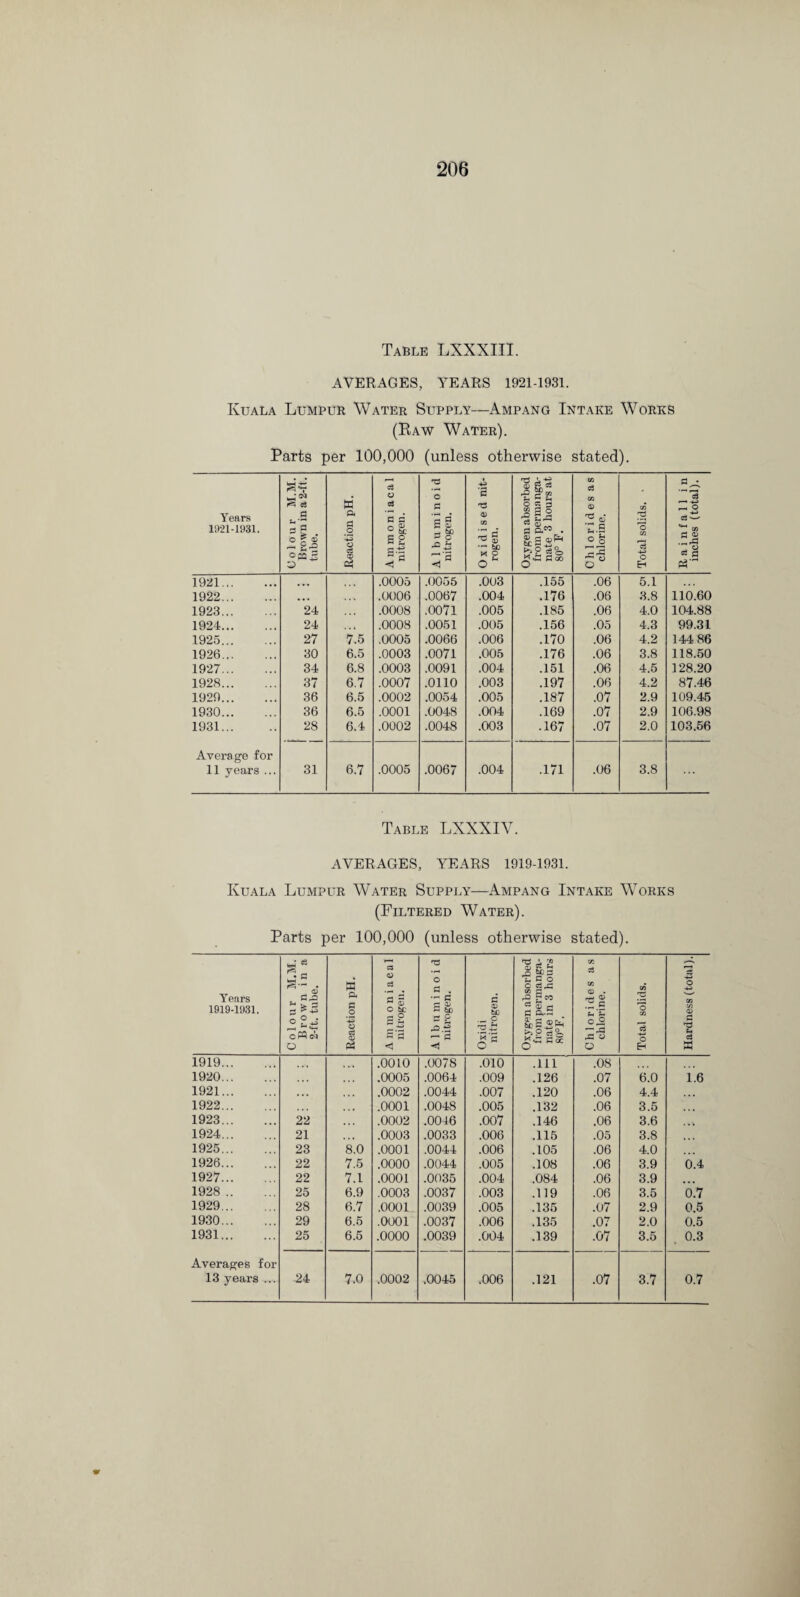 206
Table LXXXIII.
AVERAGES, YEARS 1921-1931.
Kuala Lumpur Water Supply—Ampang Intake Works
(Raw Water).
Parts per 100,000 (unless otherwise stated).
Years 1921-1931. | Colour M.M. Brown in a 2-ft. tube. | Reaction pH. | Ammoniacal nitrogen. | Albuminoid nitrogen. | Oxidised nitrogen. | Oxygen absorbed from permanganate 3 hours at 80° F. | Chlorides as chlorine. | Total solids. | Rainfall in inches (total).
1921... ... ... ... .0005 .0055 .003 .155 .06 5.1 ...
1922... ... ... ... .0006 .0067 .004 .176 .06 3.8 110.60
1923... ... 24 ... .0008 .0071 .005 .185 .06 4.0 104.88
1924... ... 24 ... .0008 .0051 .005 .156 .05 4.3 99.31
1925... ... 27 7.5 .0005 .0066 .006 .170 .06 4.2 144 86
1926... ... 30 6.5 .0003 .0071 .005 .176 .06 3.8 118.50
1927... ... 34 6.8 .0003 .0091 .004 .151 .06 4.5 128.20
1928... ... 37 6.7 .0007 .0110 .003 .197 .06 4.2 87.46
1929... ... 36 6.5 .0002 .0054 .005 .187 .07 2.9 109.45
1930... ... 36 6.5 .0001 .0048 .004 .169 .07 2.9 106.98
1931... .. 28 6.4 .0002 .0048 .003 .167 .07 2.0 103.56
Average for
11 years ... 31 6.7 .0005 .0067 .004 .171 .06 3.8 ...
Table LXXXIV.
AVERAGES, YEARS 1919-1931.
Kuala Lumpur Water Supply—Ampang Intake Works
(Filtered Water).
Parts per 100,000 (unless otherwise stated).
Years 1919-1931. | Colour M.M. Brown in a 2-ft. tube. | Reaction pH. | Ammoniacal nitrogen. | Albuminoid nitrogen. | Oxidised nitrogen. | Oxygen absorbed from permanganate in 3 hours 80°F. | Chlorides as chlorine. | Total solids. | Hardness (total).
1919... ... ... ... .0010 .0078 .010 .111 .08 ... ...
1920... ... ... ... .0005 .0064 .009 .126 .07 6.0 1.6
1921... ... ... ... .0002 .0044 .007 .120 .06 4.4 ...
1922... ... ... ... .0001 .0048 .005 .132 .06 3.5 ...
1923... ... 22 ... .0002 .0046 .007 .146 .06 3.6 ...
1924... ... 21 ... .0003 .0033 .006 .115 .05 3.8 ...
1925... ... 23 8.0 .0001 .0044 .006 .105 .06 4.0 ...
1926... ... 22 7.5 .0000 .0044 .005 .108 .06 3.9 0.4
1927... ... 22 7.1 .0001 .0035 .004 .084 .06 3.9 ...
1928 .. ... 25 6.9 .0003 .0037 .003 .119 .06 3.5 0.7
1929... ... 28 6.7 .0001 .0039 .005 .135 .07 2.9 0.5
1930... ... 29 6.5 .0001 .0037 .006 .135 .07 2.0 0.5
1931... ... 25 6.5 .0000 .0039 .004 .139 .07 3.5 0.3
Averages for
13 years ... 24 7.0 .0002 .0045 .006 .121 .07 3.7 0.7